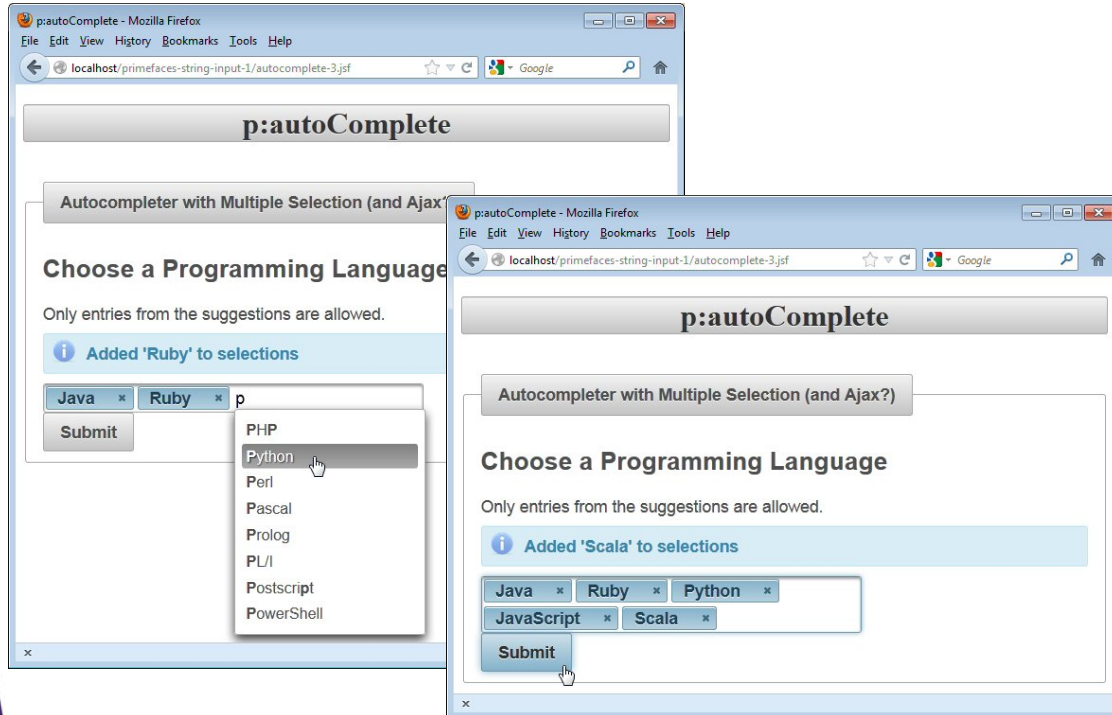 p:autoComplete - Mozilla Firefox
File Edit View History Bookmarks Tools Help
localhost/primefaces-string-input-1/autocomplete-3.jsf
Google
p:autoComplete
Autocompleter with Multiple Selection (and Ajax?
Choose a Programming Language
Only entries from the suggestions are allowed.
Added 'Ruby' to selections
Java × Ruby × p
Submit
PHP
Python
Perl
Pascal
Prolog
PL/I
Postscript
PowerShell
×
p:autoComplete - Mozilla Firefox
File Edit View History Bookmarks Tools Help
localhost/primefaces-string-input-1/autocomplete-3.jsf
Google
p:autoComplete
Autocompleter with Multiple Selection (and Ajax?)
Choose a Programming Language
Only entries from the suggestions are allowed.
Added 'Scala' to selections
Java × Ruby × Python ×
JavaScript × Scala ×
Submit
×